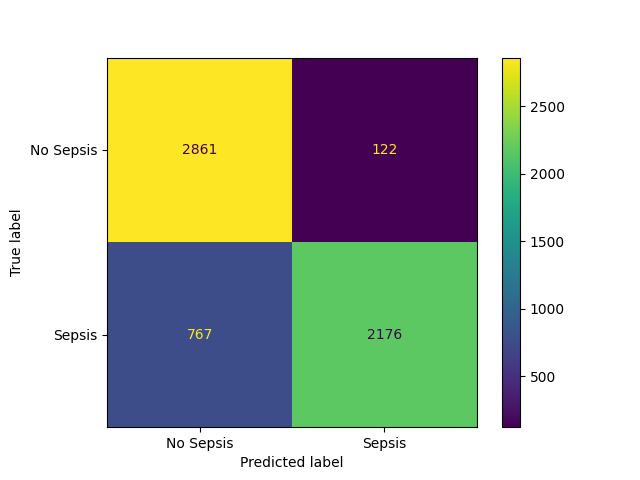 No Sepsis
2861
122
Sepsis
767
2176
No Sepsis
Sepsis
Predicted label
True label
2500
2000
1500
1000
500